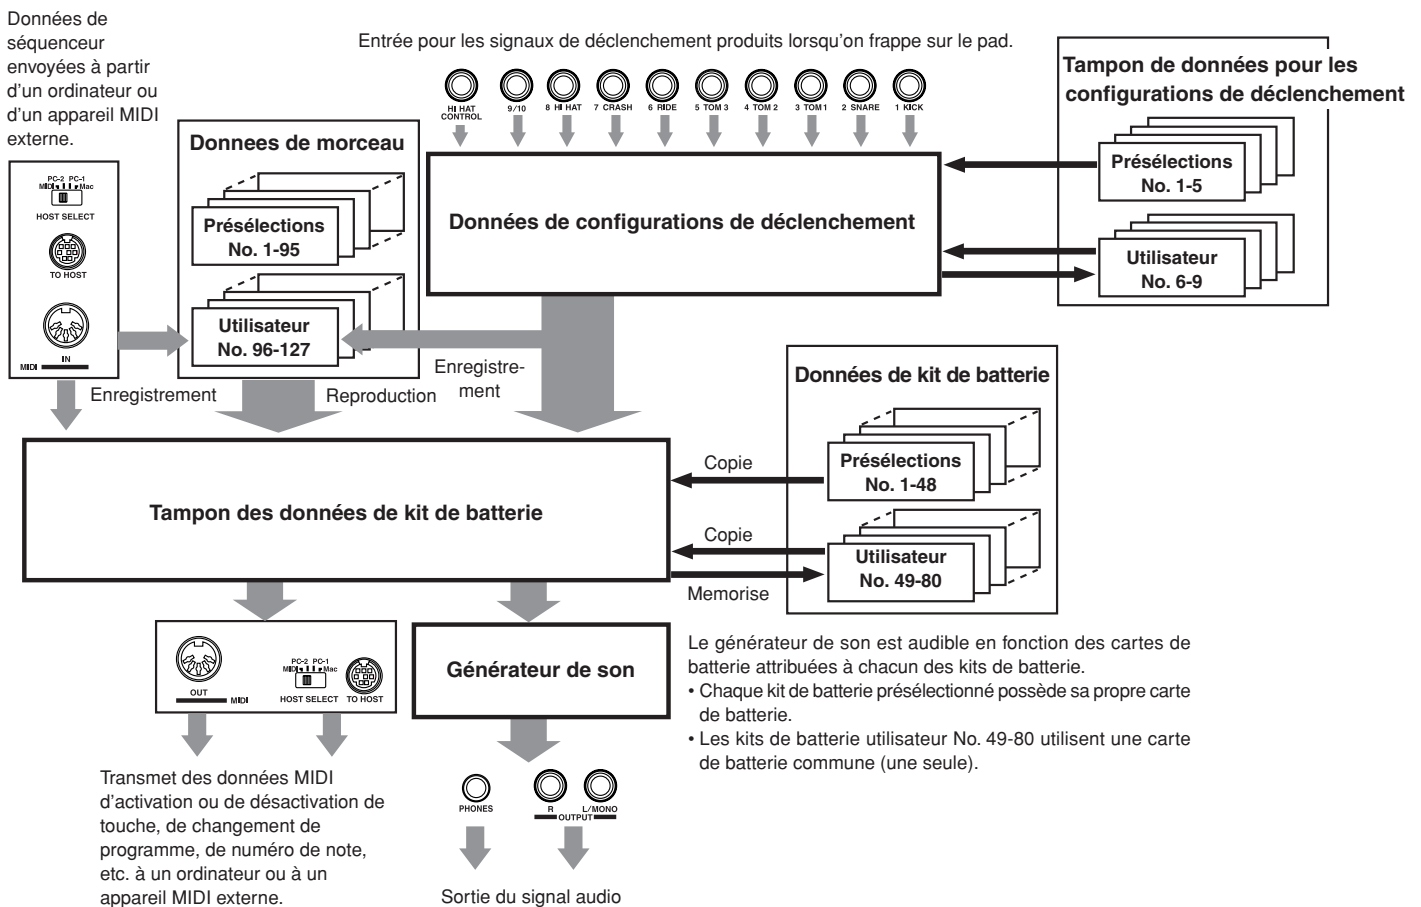 Données de
séquenceur
envoyées à partir
d'un ordinateur ou
d'un appareil MIDI
externe.
Entrée pour les signaux de déclenchement produits lorsqu'on frappe sur le pad.
HI HAT
CONTROL
9/10
8 HI HAT
7 CRASH
6 RIDE
5 TOM 3
4 TOM 2
3 TOM 1
2 SNARE
1 KICK
Tampon de données pour les
configurations de déclenchement
Présélections
No. 1-5
Utilisateur
No. 6-9
PC-2 PC-1
MIDI Mac
HOST SELECT
TO HOST
IN
MIDI
Donnees de morceau
Présélections
No. 1-95
Utilisateur
No. 96-127
Données de configurations de déclenchement
Enregistrement
Reproduction
Enregistre-
ment
Données de kit de batterie
Présélections
No. 1-48
Utilisateur
No. 49-80
Copie
Copie
Memorise
Tampon des données de kit de batterie
OUT
MIDI
PC-2 PC-1
MIDI Mac
HOST SELECT
TO HOST
Générateur de son
Le générateur de son est audible en fonction des cartes de
batterie attribuées à chacun des kits de batterie.
• Chaque kit de batterie présélectionné possède sa propre carte
de batterie.
• Les kits de batterie utilisateur No. 49-80 utilisent une carte
de batterie commune (une seule).
Transmet des données MIDI
d'activation ou de désactivation de
touche, de changement de
programme, de numéro de note,
etc. à un ordinateur ou à un
appareil MIDI externe.
PHONES
R
L/MONO
OUTPUT
Sortie du signal audio